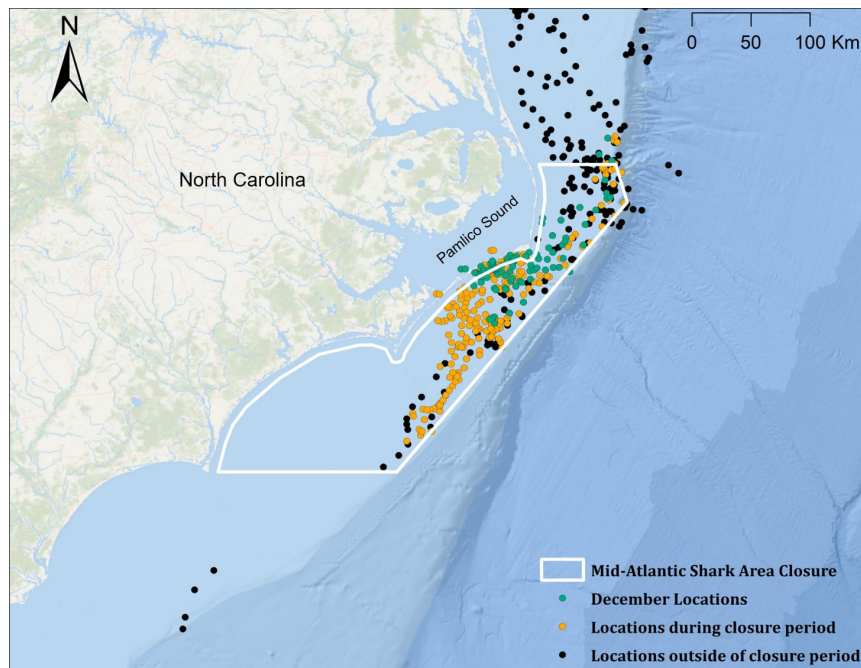 N
0 50 100 Km
North Carolina
Pamlico Sound
Mid-Atlantic Shark Area Closure
December Locations
Locations during closure period
Locations outside of closure period